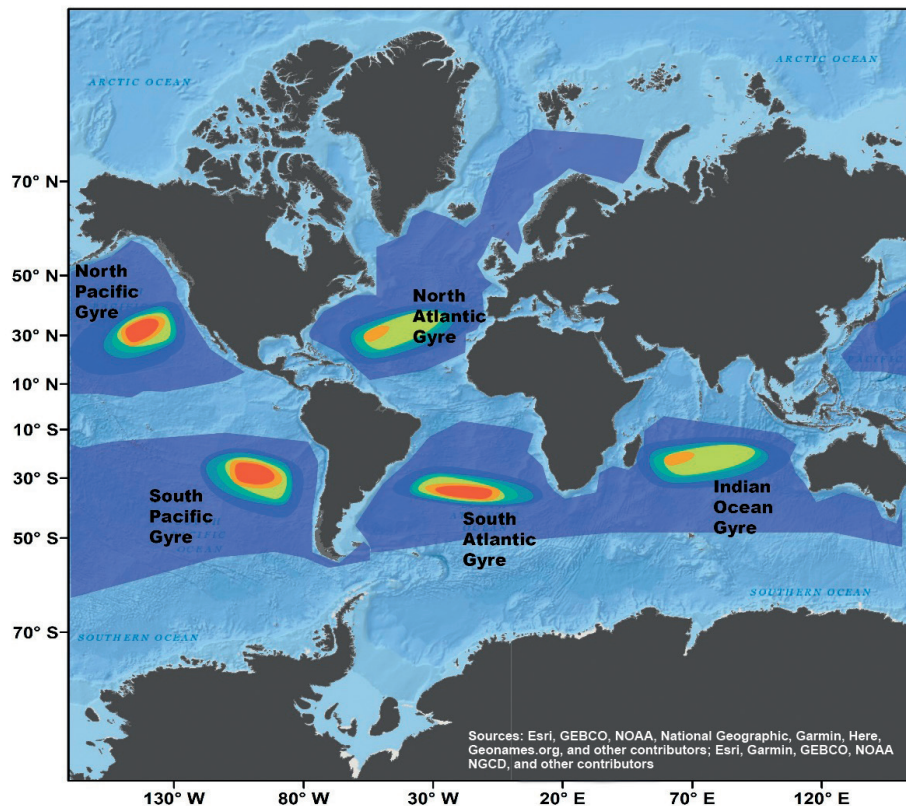 ARCTIC OCEAN
ARCTIC OCEAN
70° N
50° N
30° N
10° N
10° S
30° S
50° S
70° S
North
Pacific
Gyre
North
Atlantic
Gyre
PACIFIC
South
Pacific
Gyre
PACIFIC
OCEAN
South
Atlantic
Gyre
Indian
Ocean
Gyre
SOUTHERN OCEAN
SOUTHERN OCEAN
Sources: Esri, GEBCO, NOAA, National Geographic, Garmin, Here,
Geonames.org, and other contributors; Esri, Garmin, GEBCO, NOAA
NGCD, and other contributors
130° W
80° W
30° W
20° E
70° E
120° E